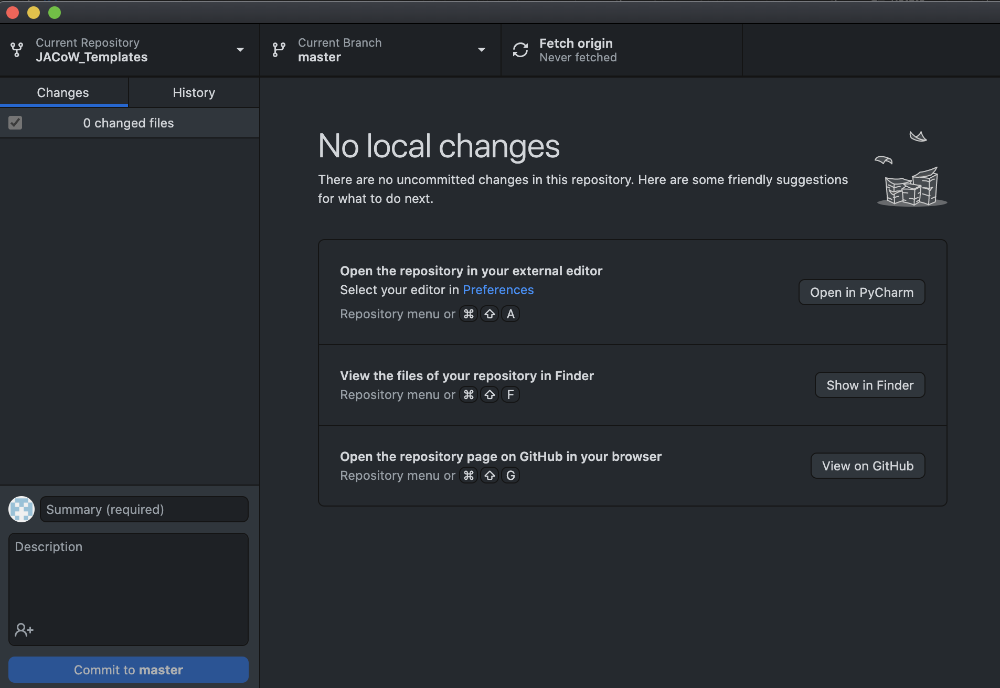 Current Repository
JACoW_Templates
Current Branch
master
Fetch origin
Never fetched
Changes
History
0 changed files
No local changes
There are no uncommitted changes in this repository. Here are some friendly suggestions
for what to do next.
Open the repository in your external editor
Select your editor in Preferences
Repository menu or ⌘ ⇧ A
Open in PyCharm
View the files of your repository in Finder
Repository menu or ⌘ ⇧ F
Show in Finder
Open the repository page on GitHub in your browser
Repository menu or ⌘ ⇧ G
View on GitHub
Summary (required)
Description
Commit to master